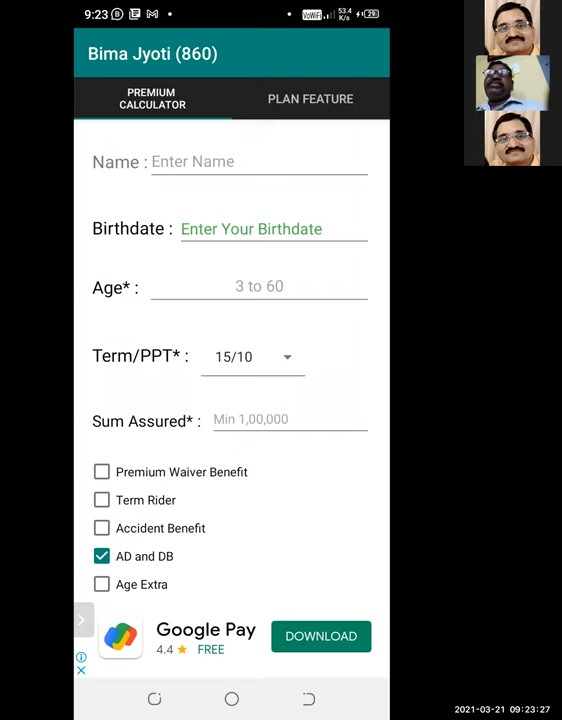 9:23
VoWiFi 53.4 K/s 29
Bima Jyoti (860)
PREMIUM
CALCULATOR
PLAN FEATURE
Name : Enter Name
Birthdate : Enter Your Birthdate
Age* : 3 to 60
Term/PPT* : 15/10
Sum Assured* : Min 1,00,000
Premium Waiver Benefit
Term Rider
Accident Benefit
AD and DB
Age Extra
Google Pay
4.4 ★ FREE
DOWNLOAD
2021-03-21 09:23:27